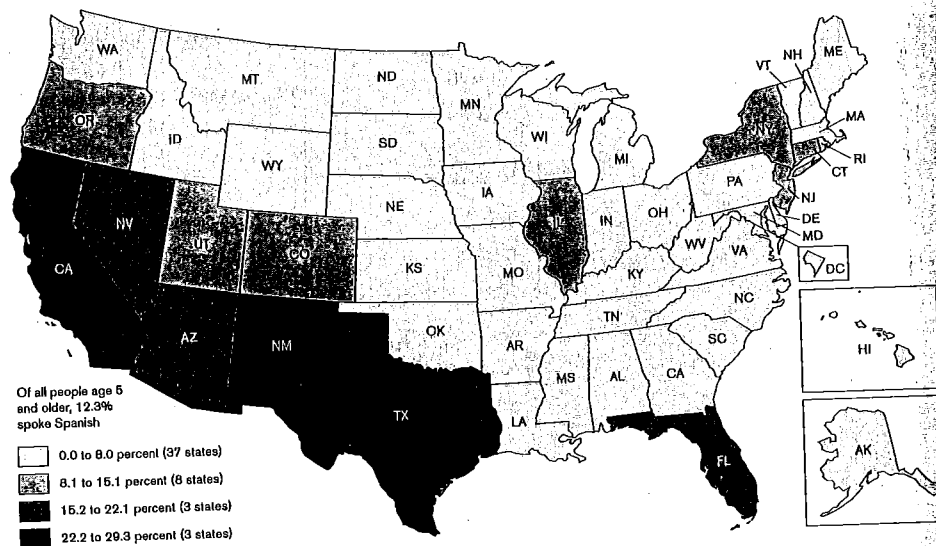 WA
MT
ND
MN
VT
NH
ME
OR
ID
WY
SD
WI
MI
NY
MA
RI
CT
NV
UT
CO
NE
IA
IL
IN
OH
PA
NJ
DE
MD
DC
CA
KS
MO
KY
WV
VA
AZ
NM
OK
AR
TN
NC
SC
HI
TX
LA
MS
AL
CA
FL
AK
Of all people age 5
and older, 12.3%
spoke Spanish
0.0 to 8.0 percent (37 states)
8.1 to 15.1 percent (8 states)
15.2 to 22.1 percent (3 states)
22.2 to 29.3 percent (3 states)